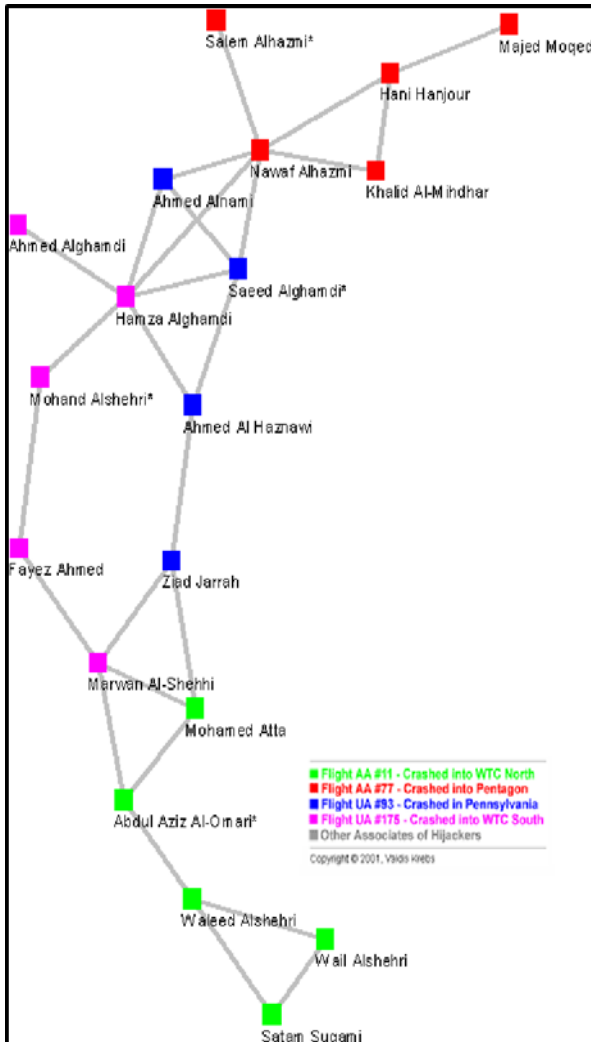 Salem Alhazmi*
Majed Moqed
Hani Hanjour
Nawaf Alhazmi
Khalid Al-Mihdhar
Ahmed Alnami
Ahmed Alghamdi
Saeed Alghamdi*
Hamza Alghamdi
Mohand Alshehri*
Ahmed Al Haznawi
Fayez Ahmed
Ziad Jarrah
Marwan Al-Shehhi
Mohamed Atta
Flight AA #11 - Crashed into WTC North
Flight AA #77 - Crashed into Pentagon
Flight UA #93 - Crashed in Pennsylvania
Flight UA #175 - Crashed into WTC South
Other Associates of Hijackers
Copyright © 2001, Valdis Krebs
Abdul Aziz Al-Omari*
Waleed Alshehri
Wail Alshehri
Satam Suqami